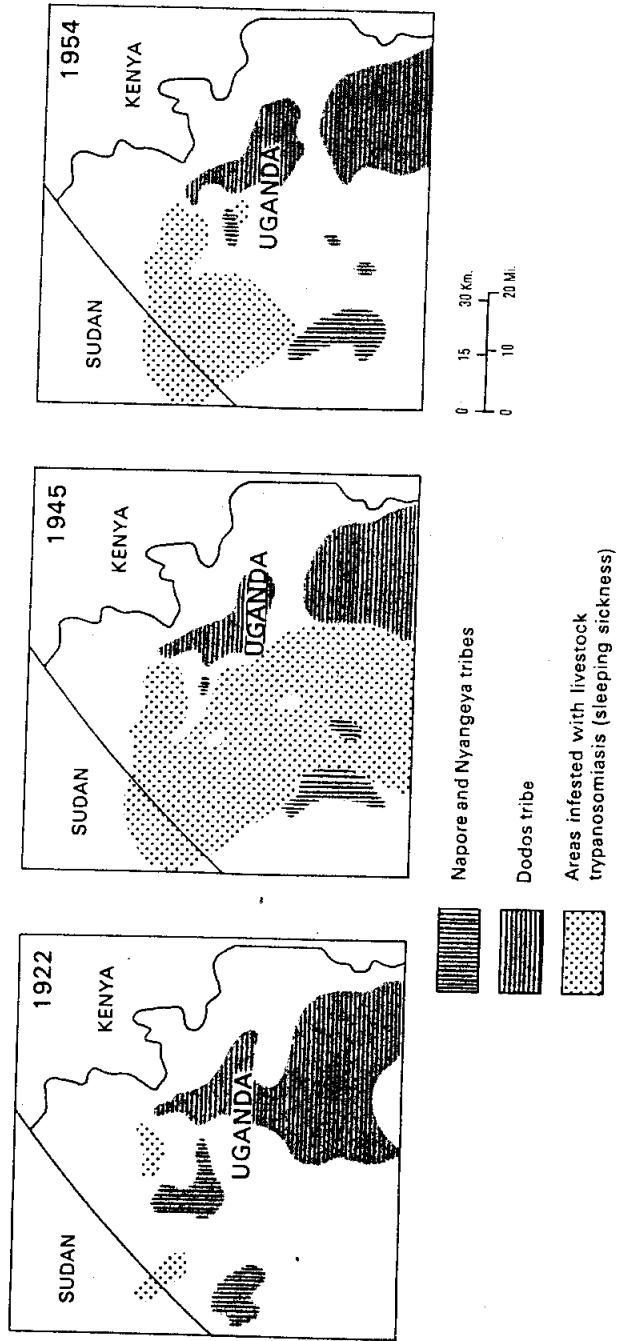 1922
SUDAN
KENYA
UGANDA
1945
SUDAN
KENYA
UGANDA
1954
SUDAN
KENYA
UGANDA
Napore and Nyangeya tribes
Dodos tribe
Areas infested with livestock
trypanosomiasis (sleeping sickness)
0 15 30 Km.
0 10 20 Mi.